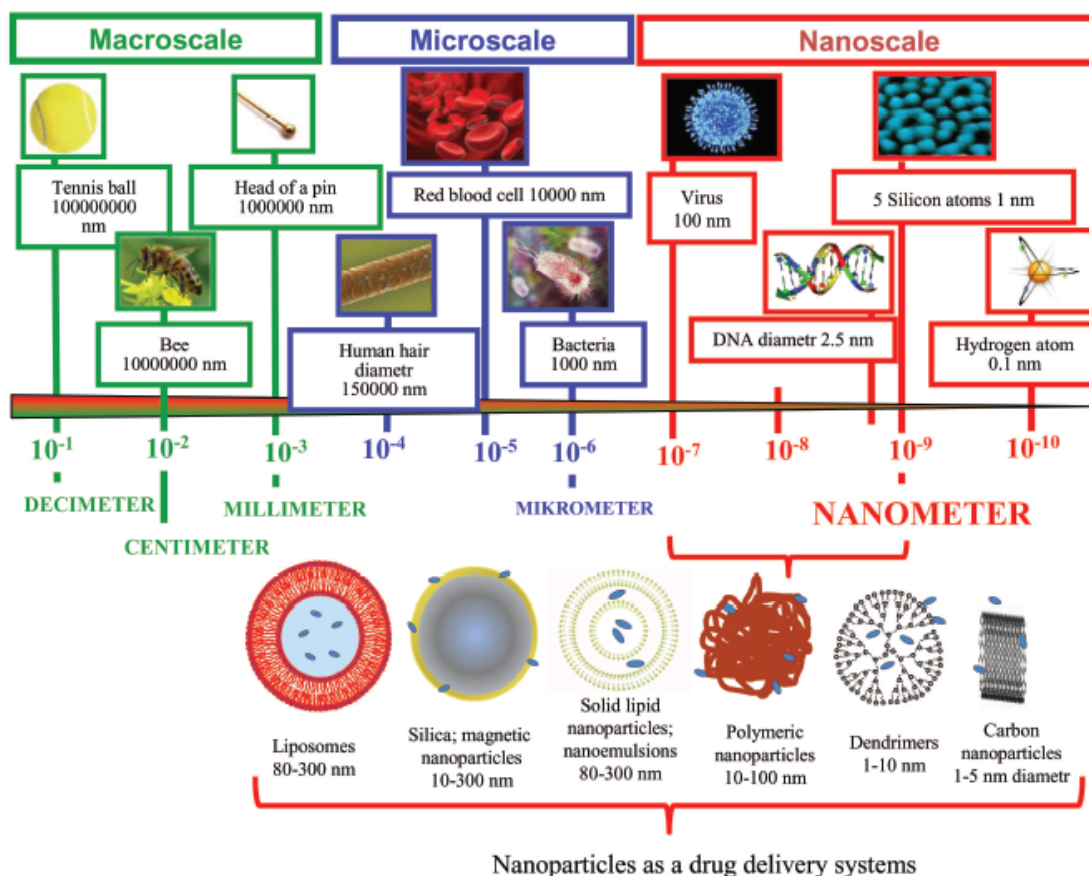 Macroscale
Microscale
Nanoscale
Tennis ball
100000000
nm
Head of a pin
1000000 nm
Red blood cell 10000 nm
Virus
100 nm
5 Silicon atoms 1 nm
Bee
10000000 nm
Human hair
diametr
150000 nm
Bacteria
1000 nm
DNA diametr 2.5 nm
Hydrogen atom
0.1 nm
10⁻¹
10⁻²
10⁻³
10⁻⁴
10⁻⁵
10⁻⁶
10⁻⁷
10⁻⁸
10⁻⁹
10⁻¹⁰
DECIMETER
CENTIMETER
MILLIMETER
MIKROMETER
NANOMETER
Liposomes
80-300 nm
Silica; magnetic
nanoparticles
10-300 nm
Solid lipid
nanoparticles;
nanoemulsions
80-300 nm
Polymeric
nanoparticles
10-100 nm
Dendrimers
1-10 nm
Carbon
nanoparticles
1-5 nm diametr
Nanoparticles as a drug delivery systems